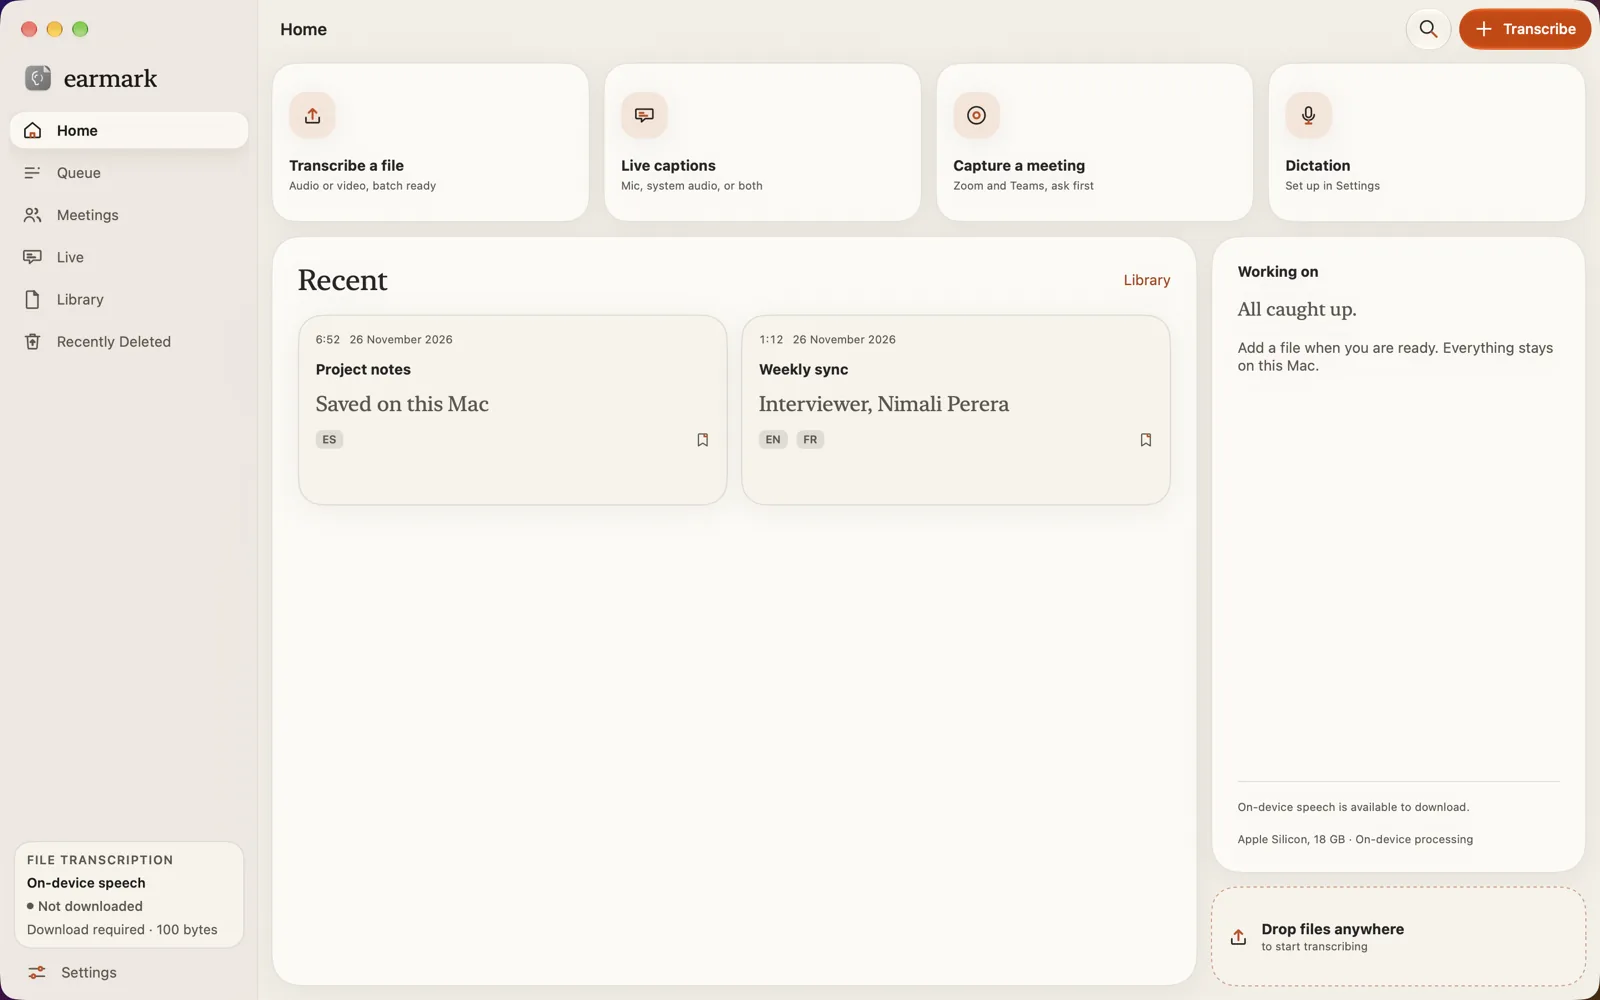 earmark
Home
Queue
Meetings
Live
Library
Recently Deleted
FILE TRANSCRIPTION
On-device speech
Not downloaded
Download required · 100 bytes
Settings
Home
Transcribe
Transcribe a file
Audio or video, batch ready
Live captions
Mic, system audio, or both
Capture a meeting
Zoom and Teams, ask first
Dictation
Set up in Settings
Recent
Library
6:52 26 November 2026
Project notes
Saved on this Mac
ES
1:12 26 November 2026
Weekly sync
Interviewer, Nimali Perera
EN FR
Working on
All caught up.
Add a file when you are ready. Everything stays
on this Mac.
On-device speech is available to download.
Apple Silicon, 18 GB · On-device processing
Drop files anywhere
to start transcribing